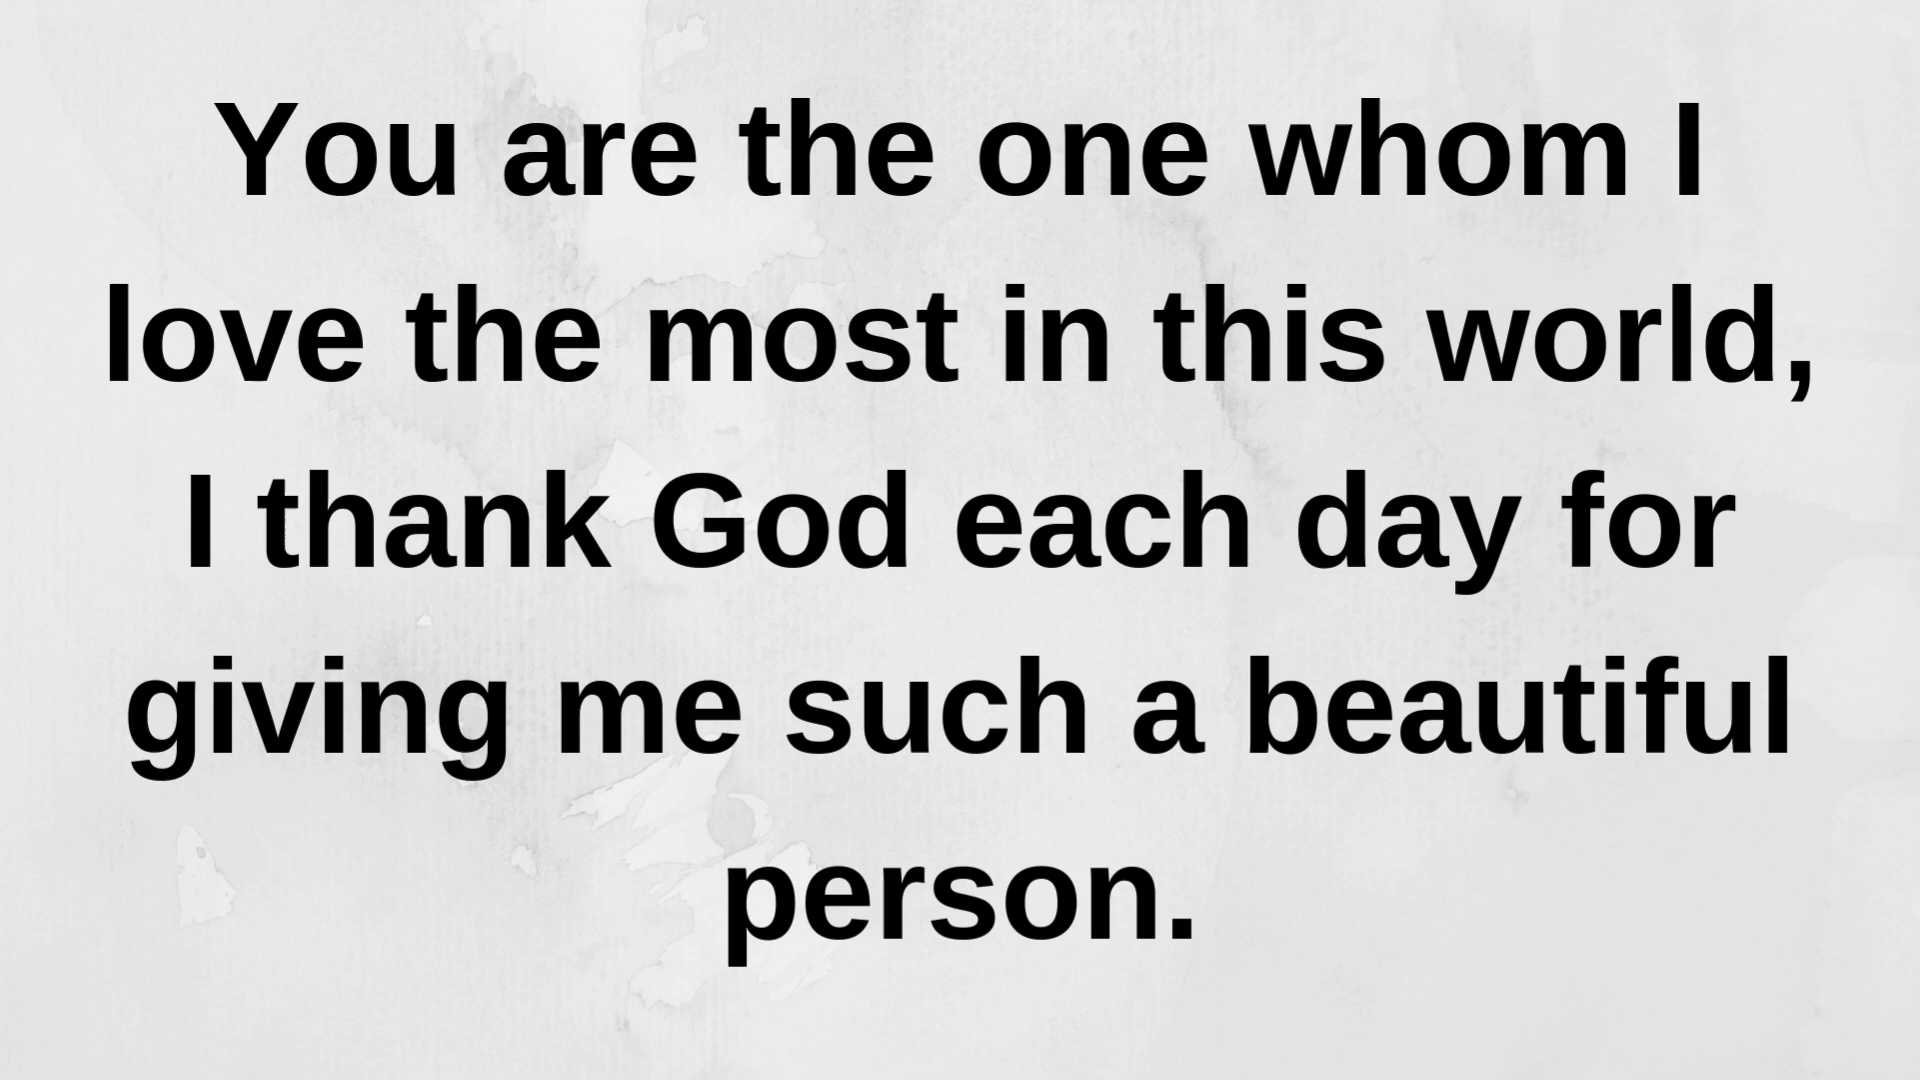 You are the one whom I
love the most in this world,
I thank God each day for
giving me such a beautiful
person.